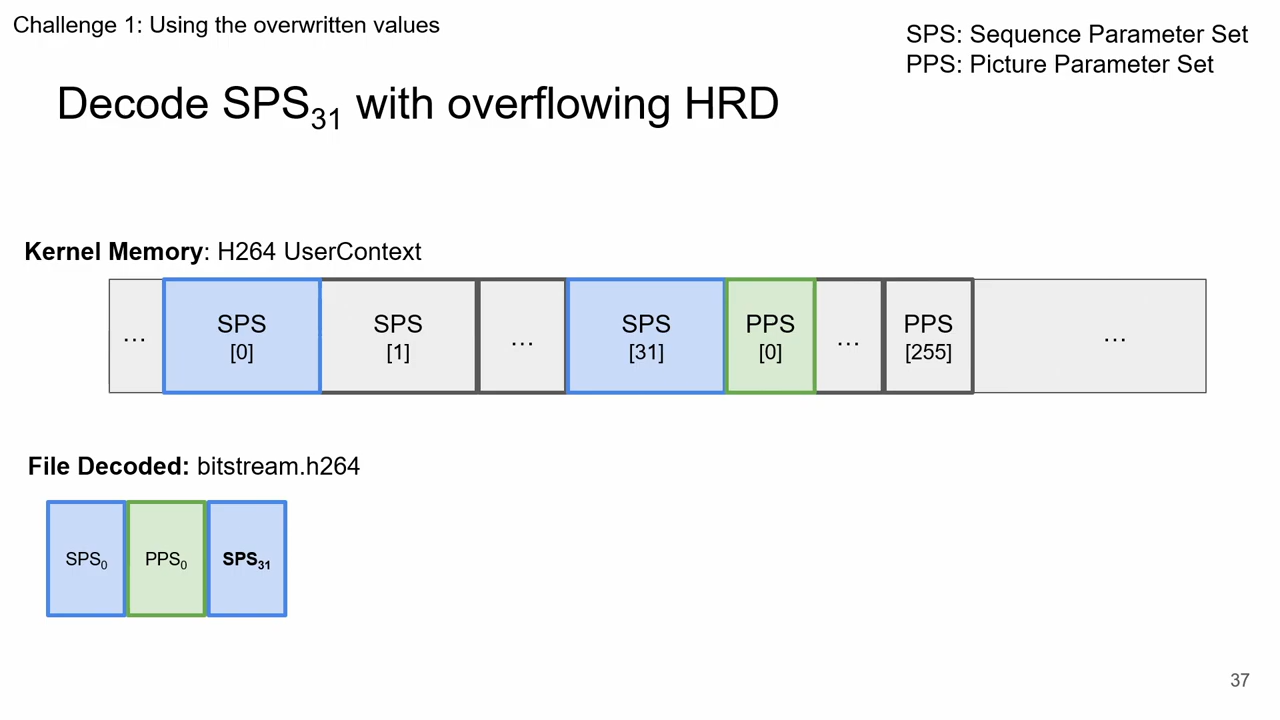 Challenge 1: Using the overwritten values
SPS: Sequence Parameter Set
PPS: Picture Parameter Set
Decode SPS31 with overflowing HRD
Kernel Memory: H264 UserContext
...
SPS
[0]
SPS
[1]
...
SPS
[31]
PPS
[0]
...
PPS
[255]
...
File Decoded: bitstream.h264
SPS0
PPS0
SPS31
37